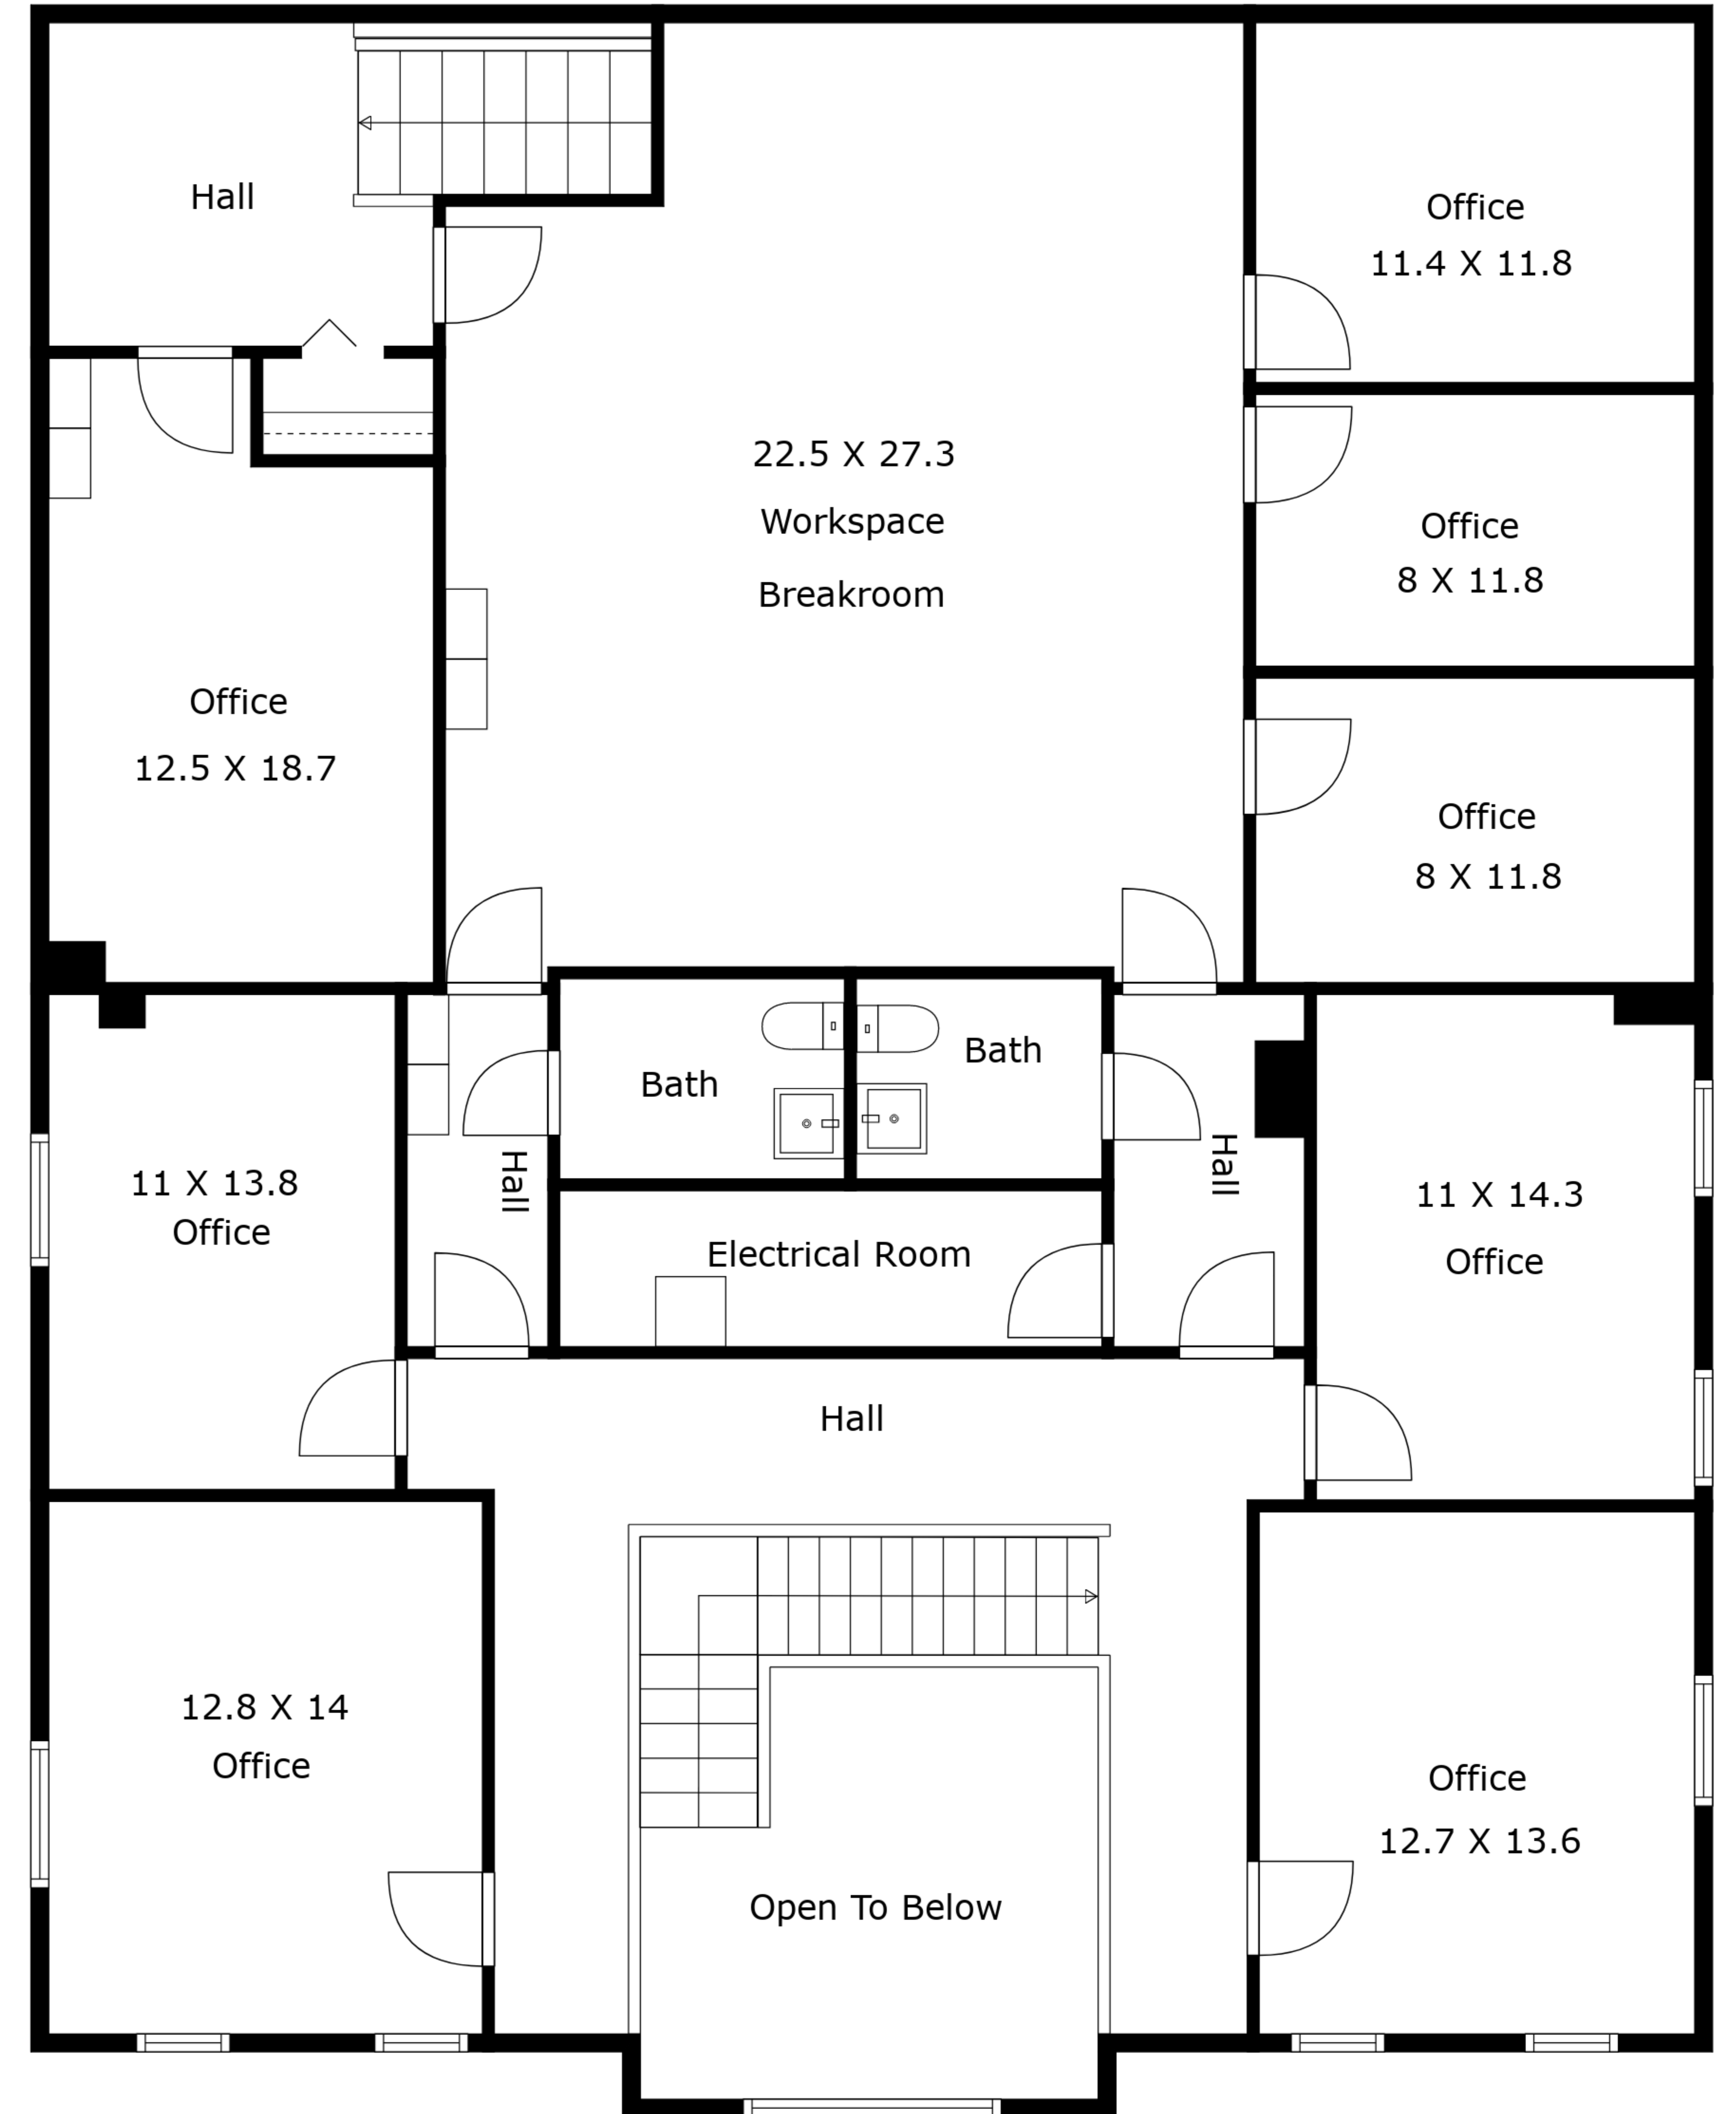 Hall
Office
11.4 X 11.8
22.5 X 27.3
Workspace
Breakroom
Office
8 X 11.8
Office
12.5 X 18.7
Office
8 X 11.8
Bath
Bath
Hall
Hall
11 X 13.8
Office
11 X 14.3
Office
Electrical Room
Hall
12.8 X 14
Office
Office
12.7 X 13.6
Open To Below